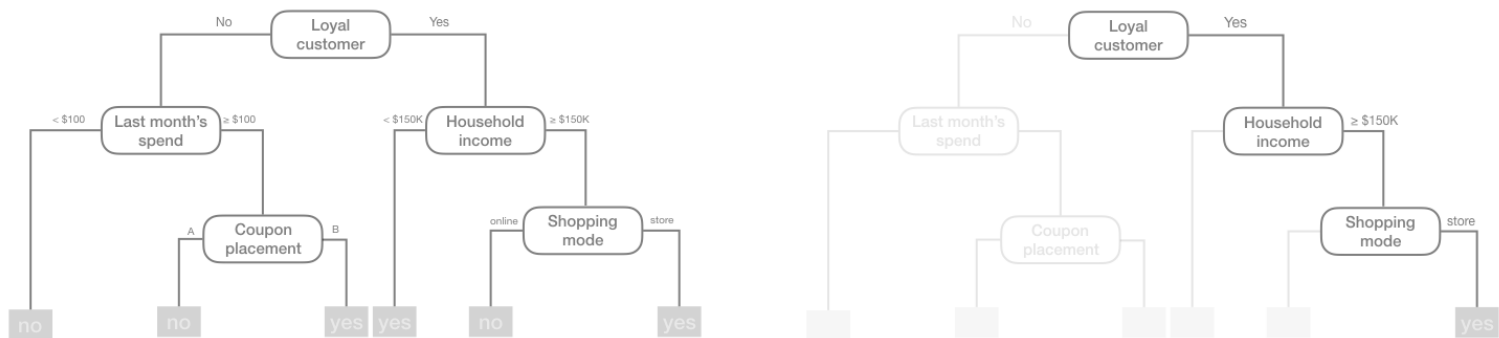 No
Loyal
customer
Yes
< $100
Last month's
spend
≥ $100
< $150K
Household
income
≥ $150K
A
Coupon
placement
B
online
Shopping
mode
store
no
no
yes
yes
no
yes
No
Loyal
customer
Yes
Last month's
spend
Household
income
≥ $150K
Coupon
placement
Shopping
mode
store
yes